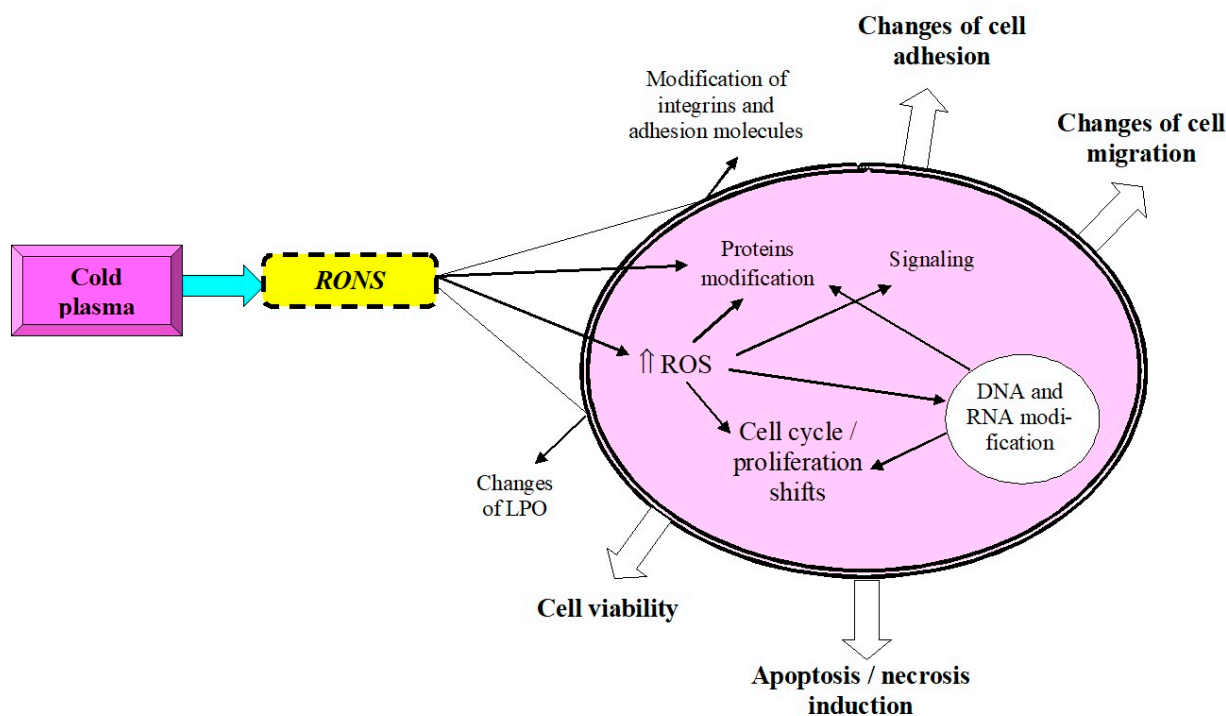 Changes of cell
adhesion
Modification of
integrins and
adhesion molecules
Changes of cell
migration
Cold
plasma
RONS
Proteins
modification
Signaling
⇑ ROS
DNA and
RNA modi-
fication
Cell cycle /
proliferation
shifts
Changes
of LPO
Cell viability
Apoptosis / necrosis
induction